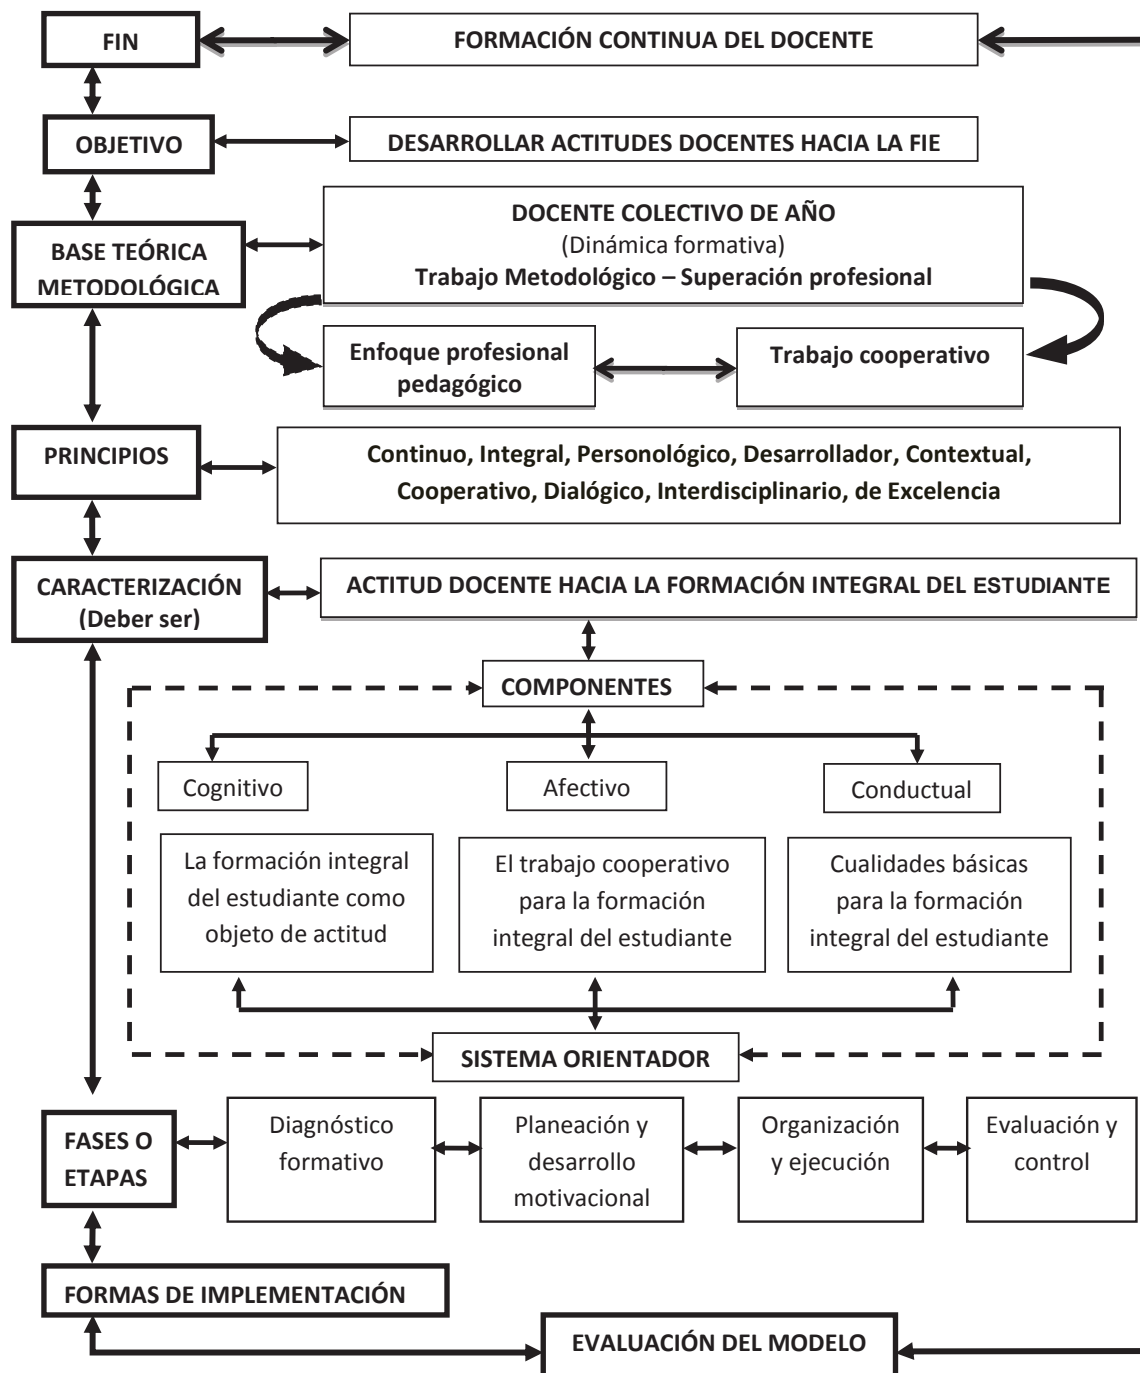 FIN
FORMACIÓN CONTINUA DEL DOCENTE
OBJETIVO
DESARROLLAR ACTITUDES DOCENTES HACIA LA FIE
BASE TEÓRICA
METODOLÓGICA
DOCENTE COLECTIVO DE AÑO
(Dinámica formativa)
Trabajo Metodológico – Superación profesional
Enfoque profesional
pedagógico
Trabajo cooperativo
PRINCIPIOS
Continuo, Integral, Personológico, Desarrollador, Contextual,
Cooperativo, Dialógico, Interdisciplinario, de Excelencia
CARACTERIZACIÓN
(Deber ser)
ACTITUD DOCENTE HACIA LA FORMACIÓN INTEGRAL DEL ESTUDIANTE
COMPONENTES
Cognitivo
Afectivo
Conductual
La formación integral
del estudiante como
objeto de actitud
El trabajo cooperativo
para la formación
integral del estudiante
Cualidades básicas
para la formación
integral del estudiante
SISTEMA ORIENTADOR
FASES O
ETAPAS
Diagnóstico
formativo
Planeación y
desarrollo
motivacional
Organización
y ejecución
Evaluación y
control
FORMAS DE IMPLEMENTACIÓN
EVALUACIÓN DEL MODELO